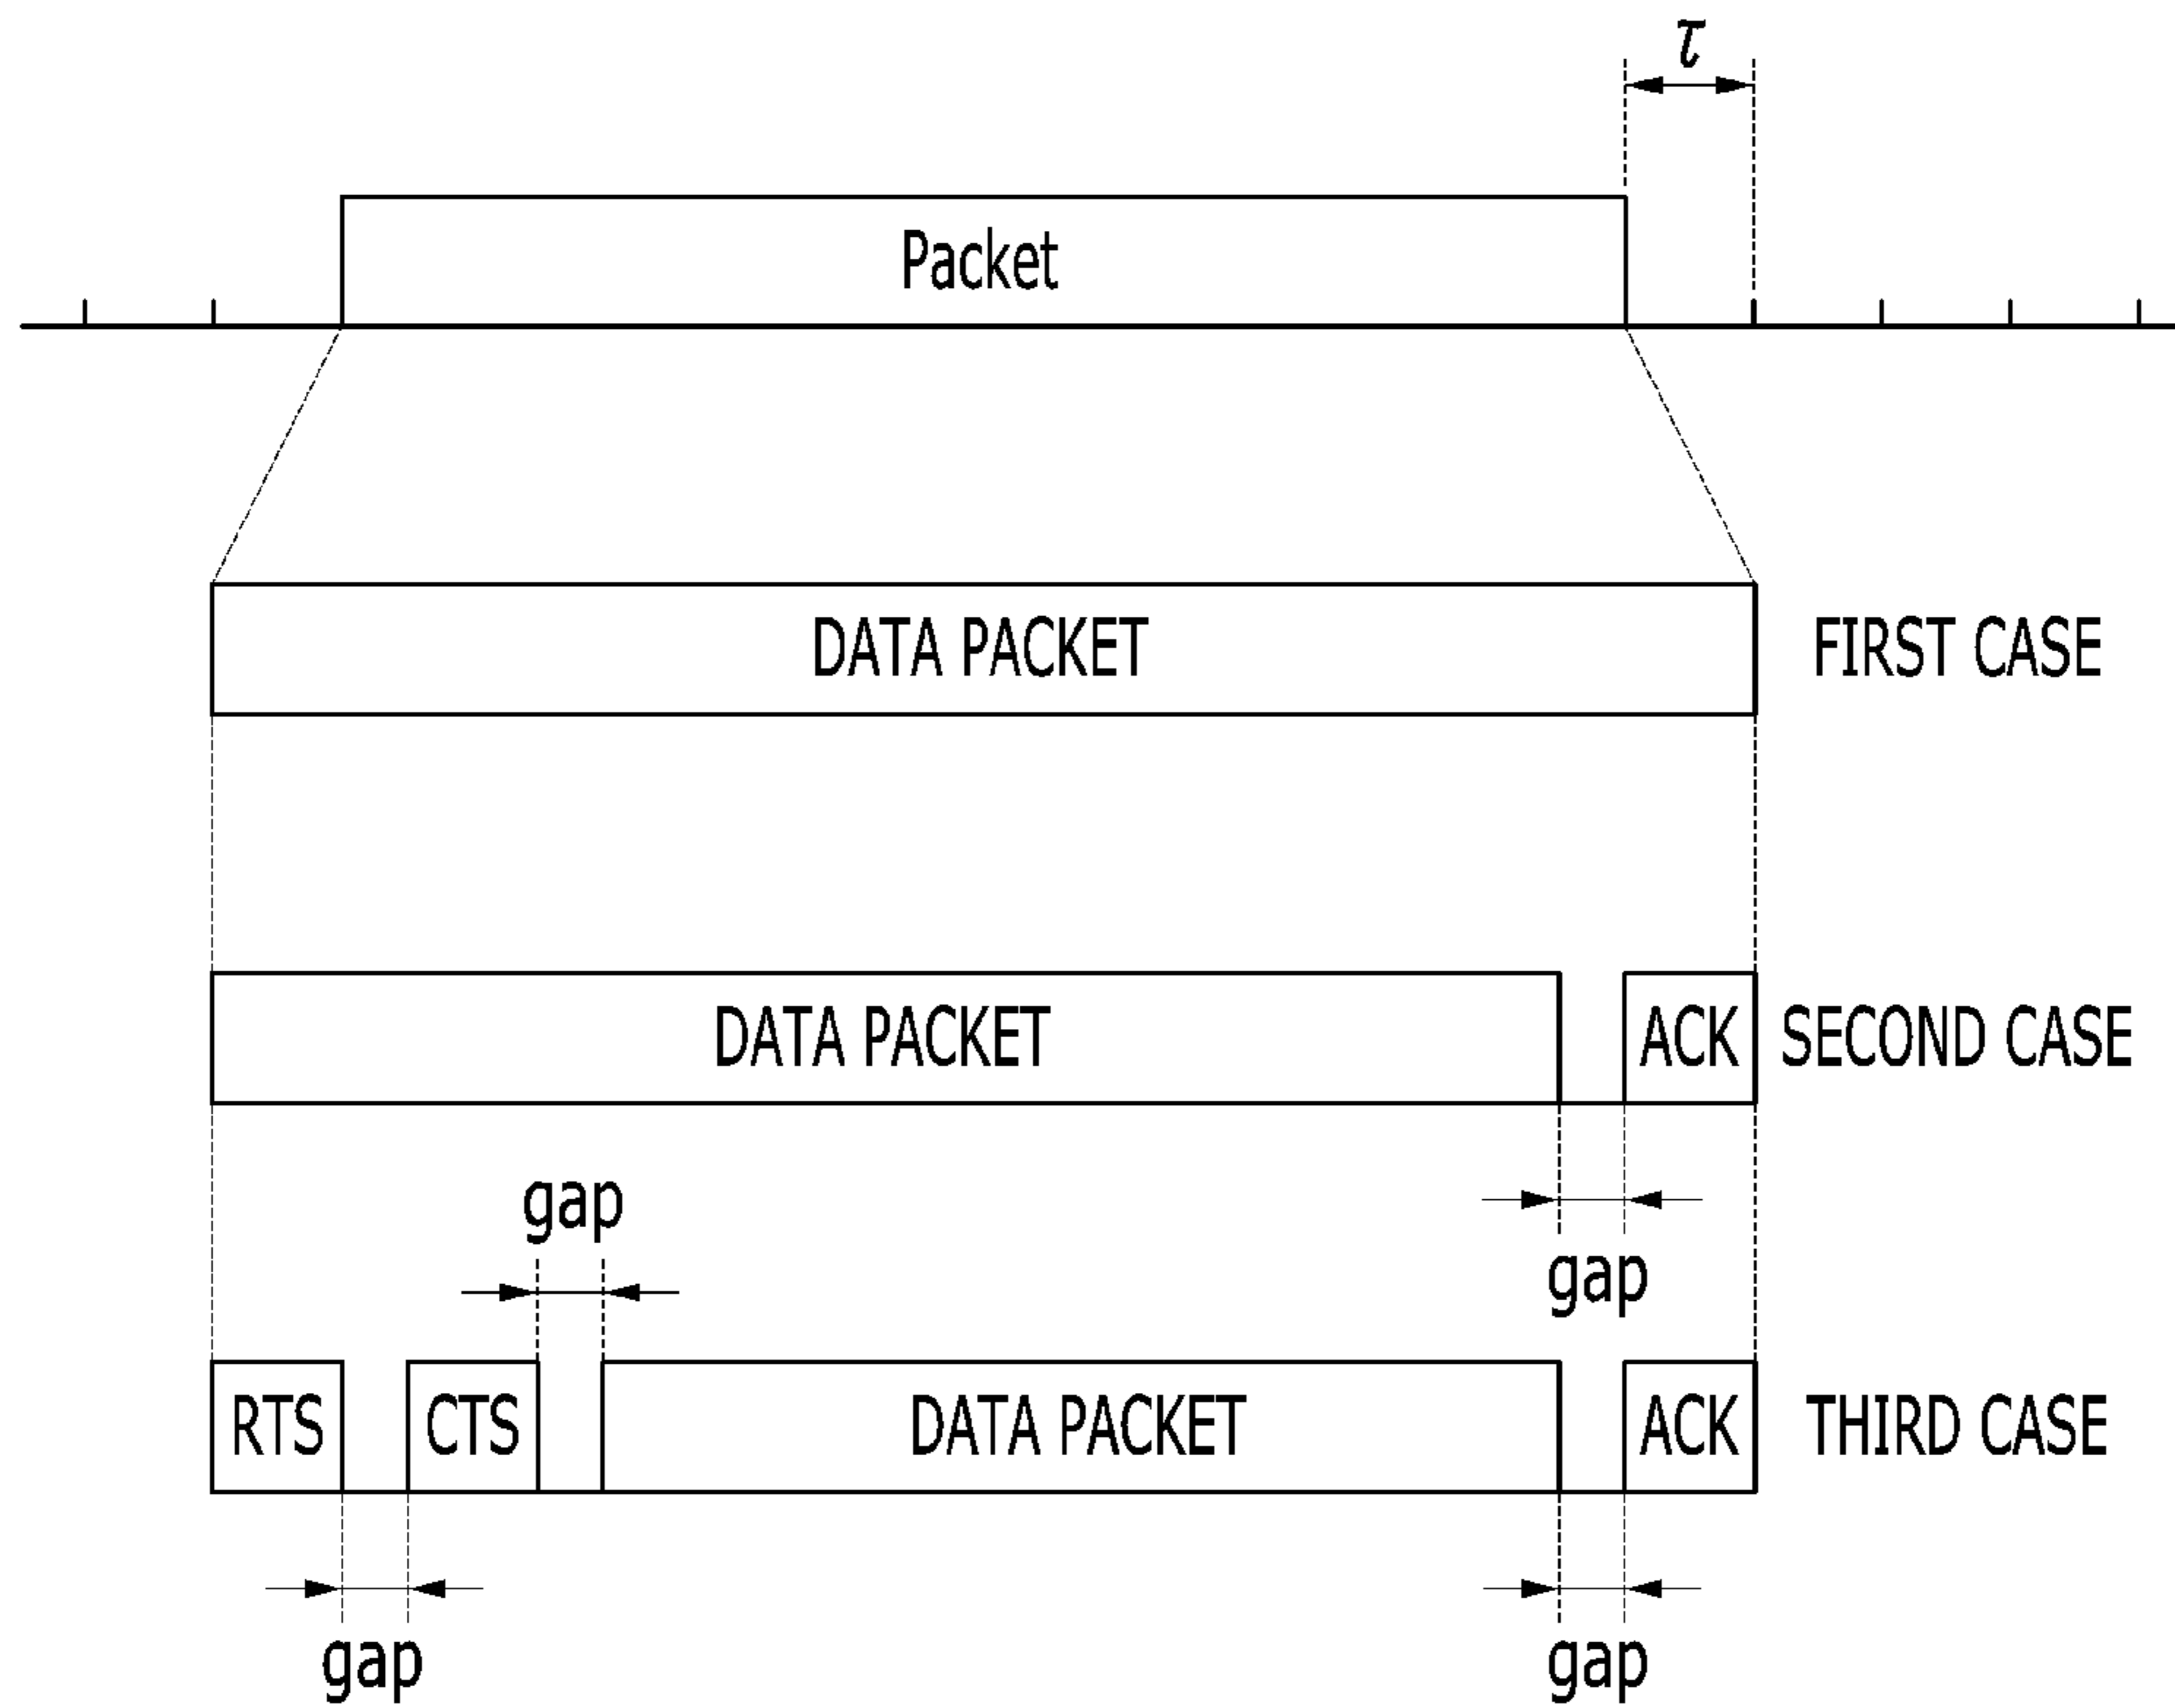 τ
Packet
DATA PACKET FIRST CASE
DATA PACKET ACK SECOND CASE
gap
gap
RTS CTS DATA PACKET ACK THIRD CASE
gap gap